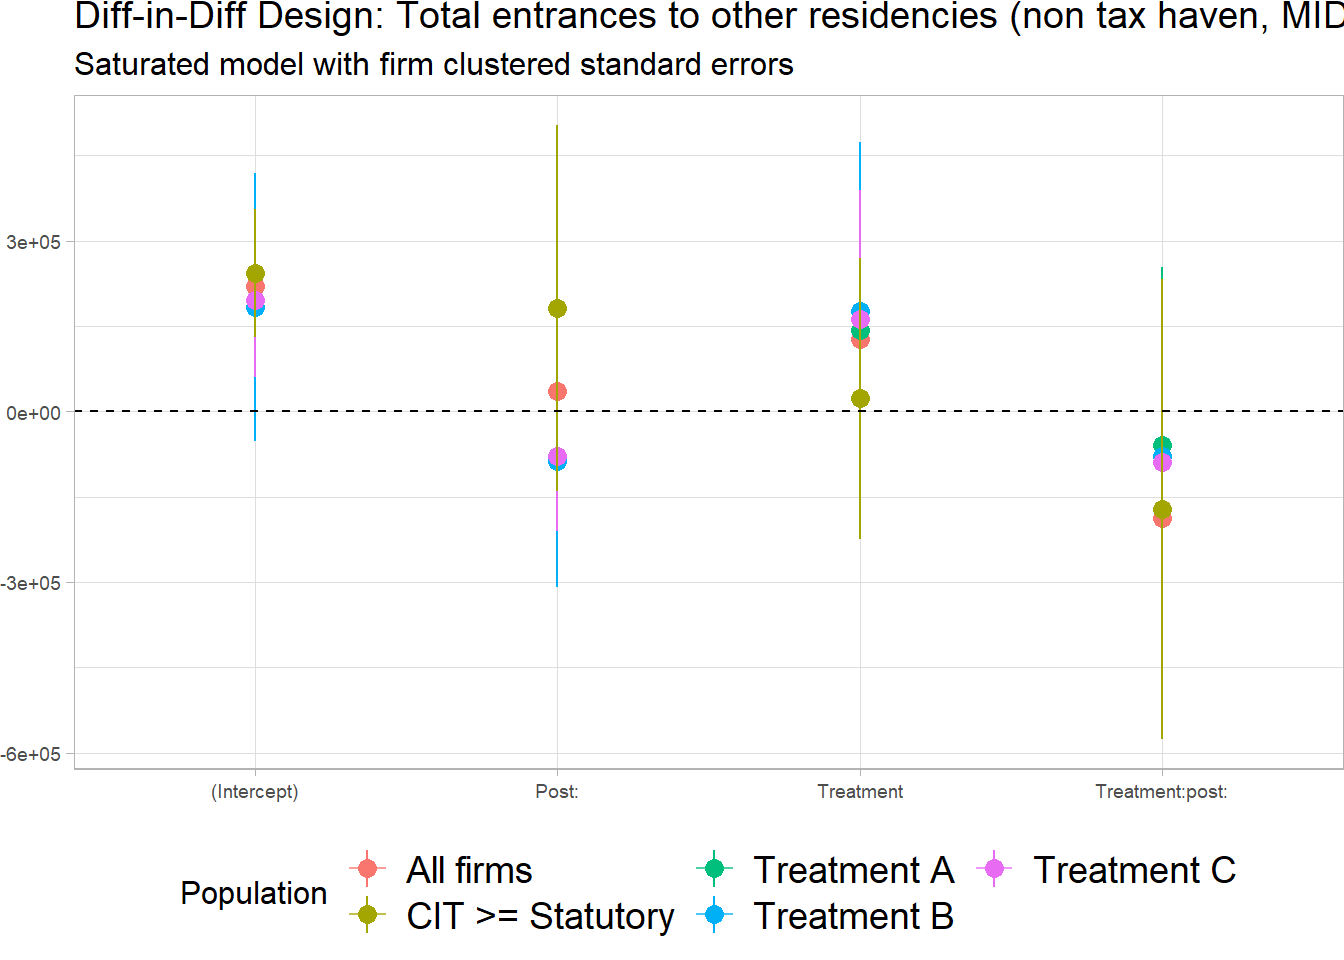 Diff-in-Diff Design: Total entrances to other residencies (non tax haven, MID
Saturated model with firm clustered standard errors
3e+05
0e+00
-3e+05
-6e+05
(Intercept) Post: Treatment Treatment:post:
Population
All firms Treatment A Treatment C
CIT >= Statutory Treatment B